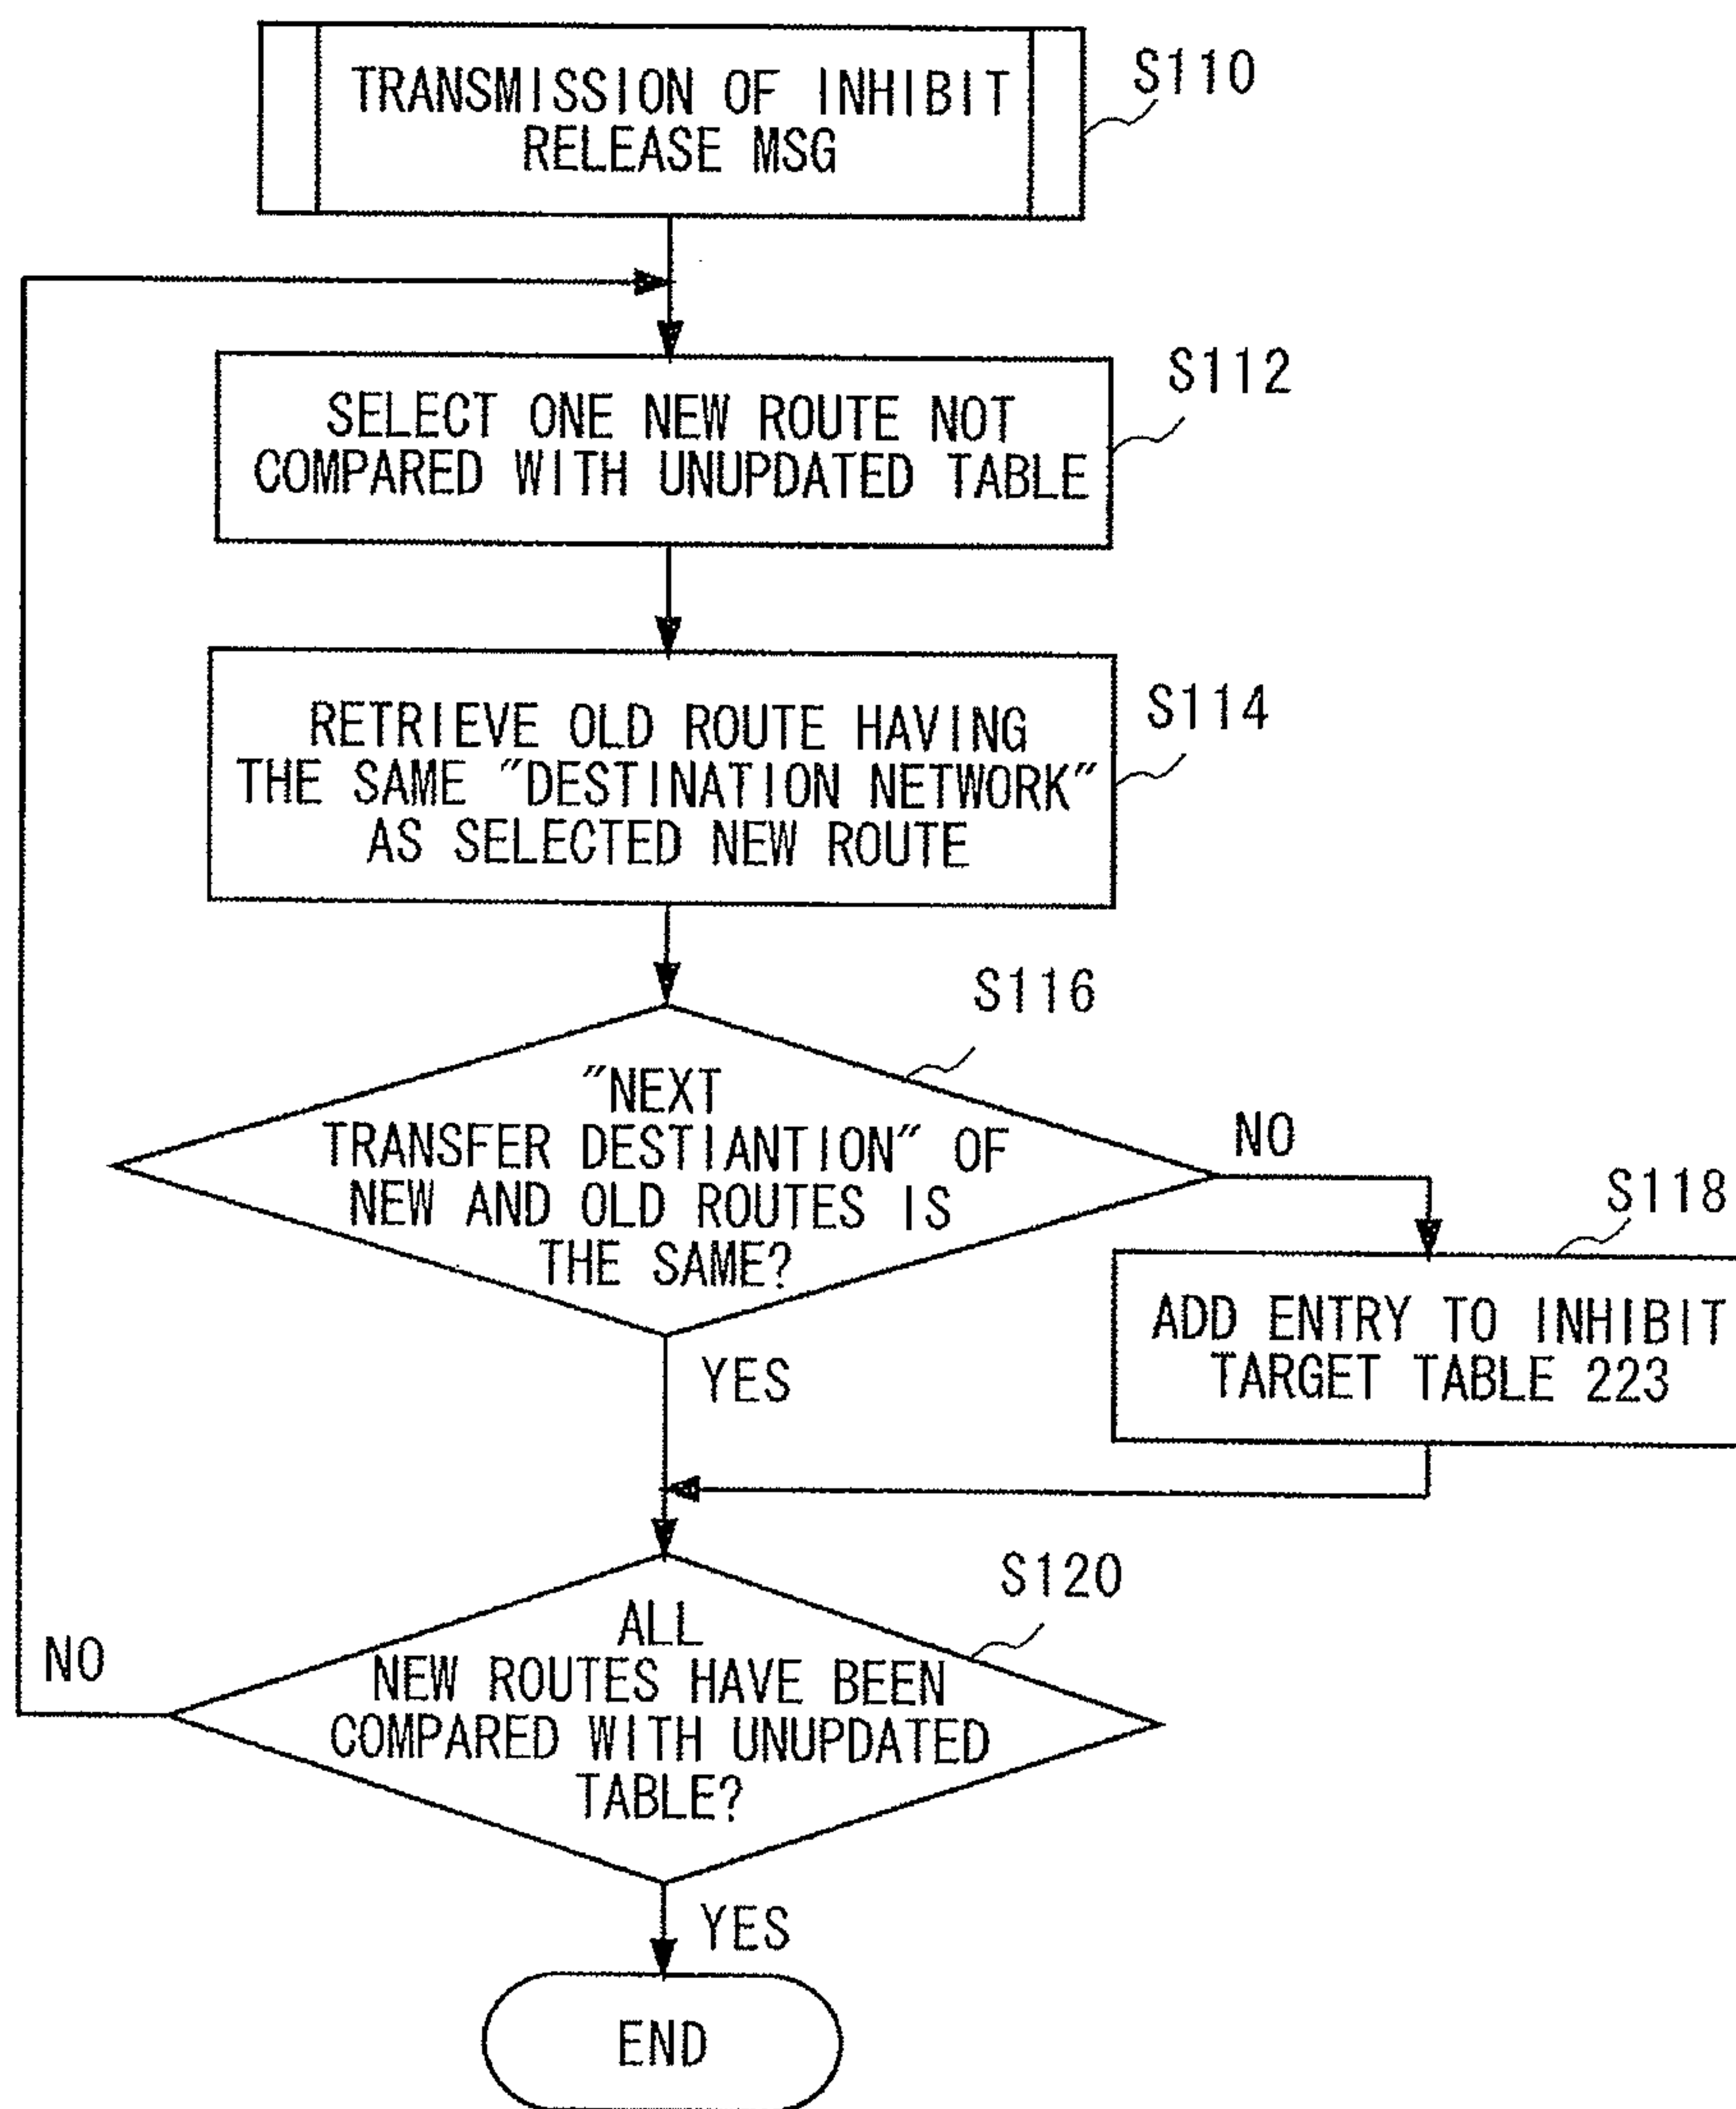 TRANSMISSION OF INHIBIT
RELEASE MSG
S110
SELECT ONE NEW ROUTE NOT
COMPARED WITH UNUPDATED TABLE
S112
RETRIEVE OLD ROUTE HAVING
THE SAME "DESTINATION NETWORK"
AS SELECTED NEW ROUTE
S114
S116
"NEXT
TRANSFER DESTIANTION" OF
NEW AND OLD ROUTES IS
THE SAME?
NO
YES
S118
ADD ENTRY TO INHIBIT
TARGET TABLE 223
S120
ALL
NEW ROUTES HAVE BEEN
COMPARED WITH UNUPDATED
TABLE?
NO
YES
END